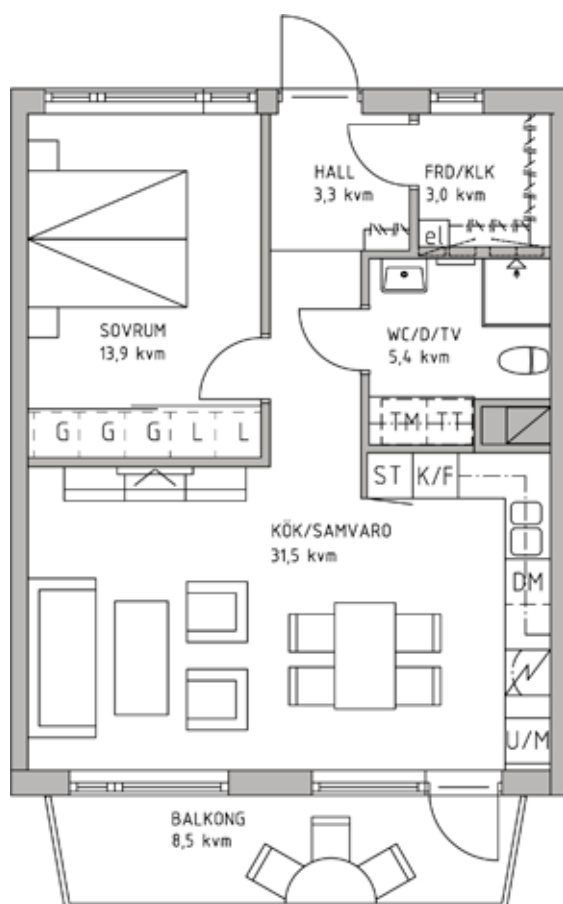 HALL
3,3 kvm
FRD/KLK
3,0 kvm
el
SOVRUM
13,9 kvm
WC/D/TV
5,4 kvm
G G G L L
TM TT
ST K/F
KÖK/SAMVARO
31,5 kvm
DM
U/M
BALKONG
8,5 kvm